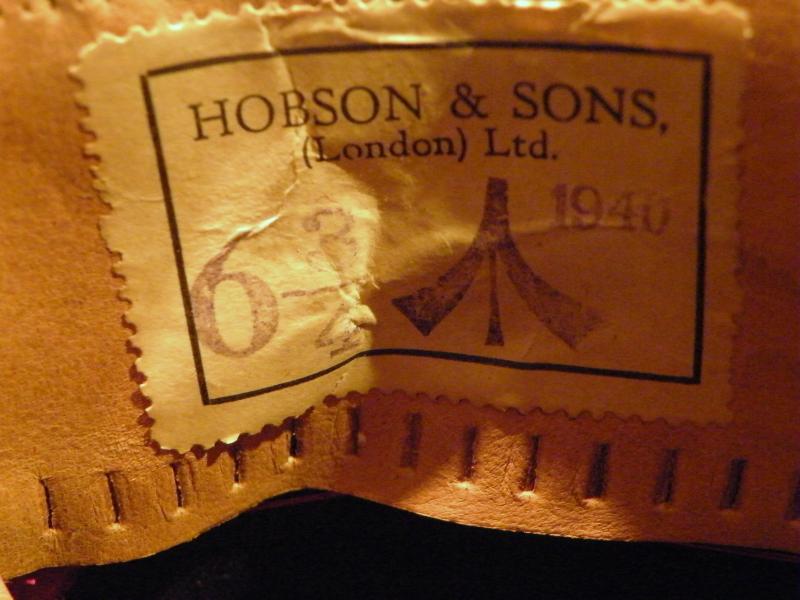 HOBSON & SONS,
(London) Ltd.
1940
6 3/4